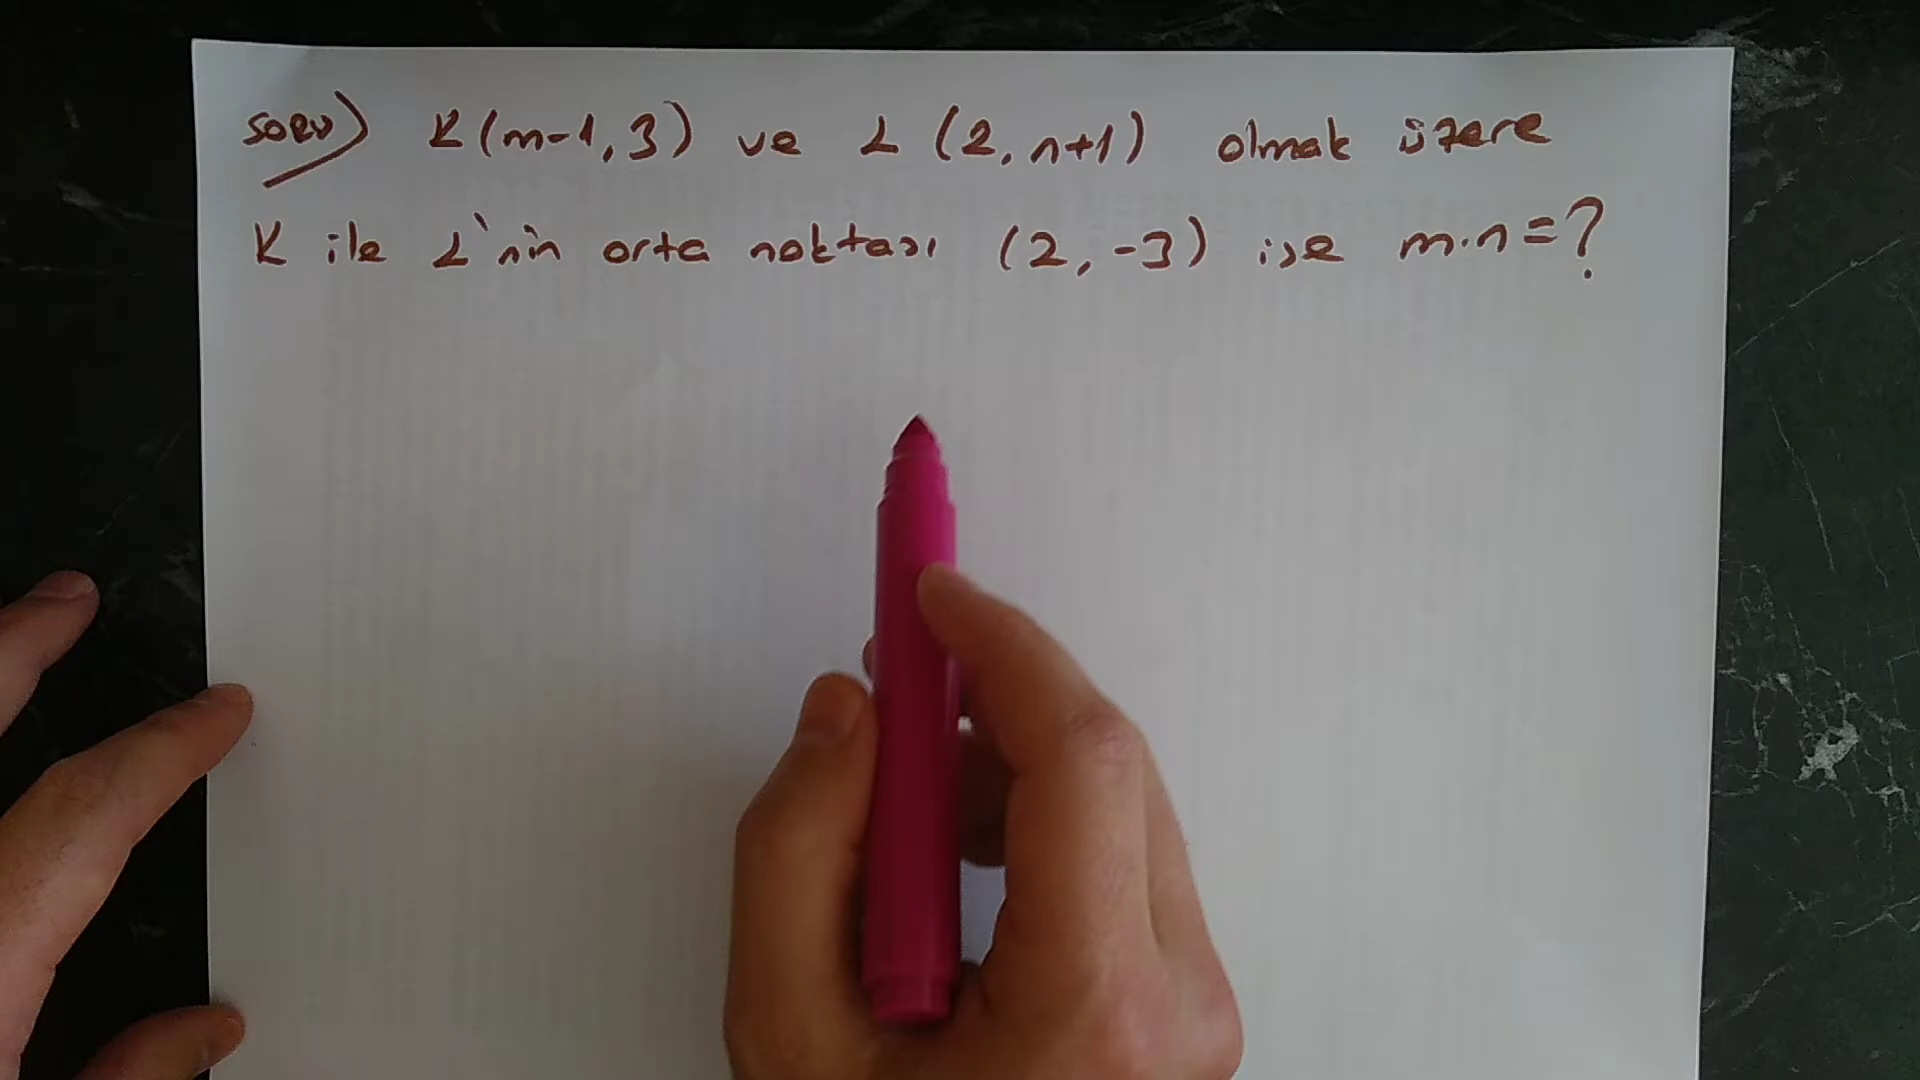 SORU) K(m-1,3) ve L (2, n+1) olmak üzere
K ile L'nin orta noktası (2, -3) ise m.n=?